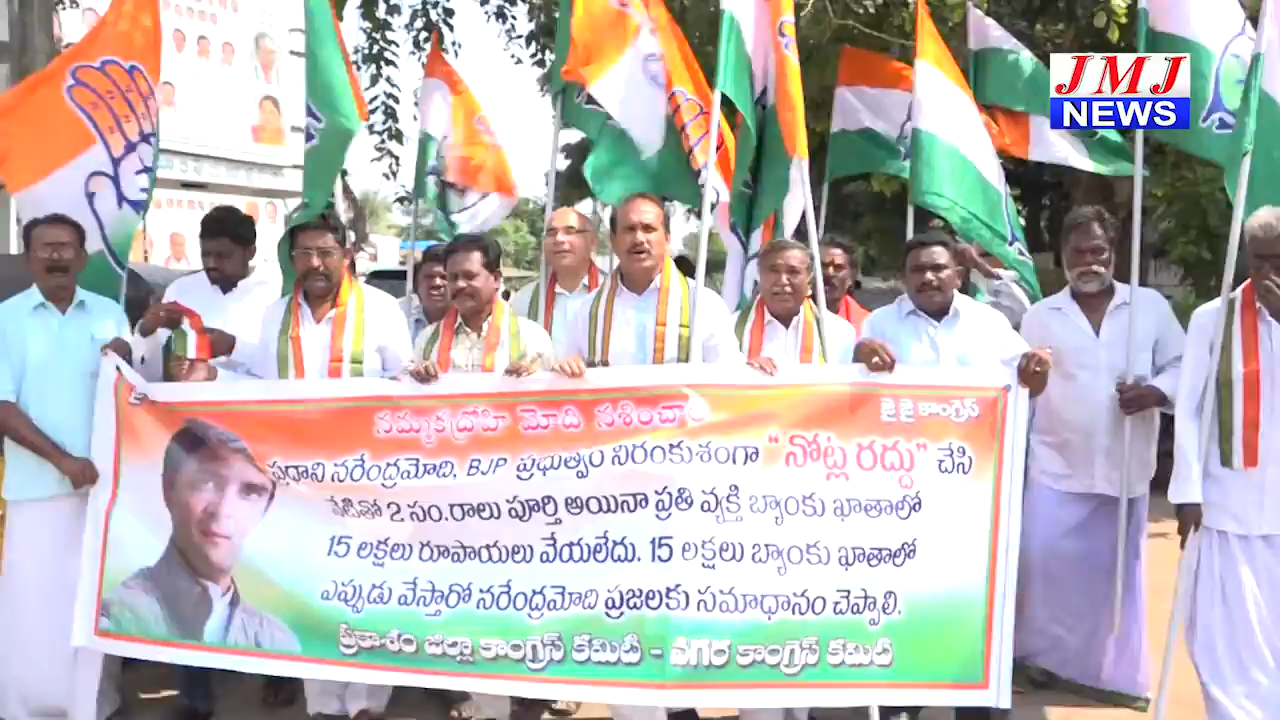 JMJ
NEWS
నమ్మకద్రోహి మోది నశించాలి
జై జై కాంగ్రెస్
ప్రధాని నరేంద్రమోది, BJP ప్రభుత్వం నిరంకుశంగా "నోట్ల రద్దు" చేసి
నేటితో 2 సం.రాలు పూర్తి అయినా ప్రతి వ్యక్తి బ్యాంకు ఖాతాలో
15 లక్షలు రూపాయలు వేయలేదు. 15 లక్షలు బ్యాంకు ఖాతాలో
ఎప్పుడు వేస్తారో నరేంద్రమోది ప్రజలకు సమాధానం చెప్పాలి.
ప్రకాశం జిల్లా కాంగ్రెస్ కమిటీ - నగర కాంగ్రెస్ కమిటీ